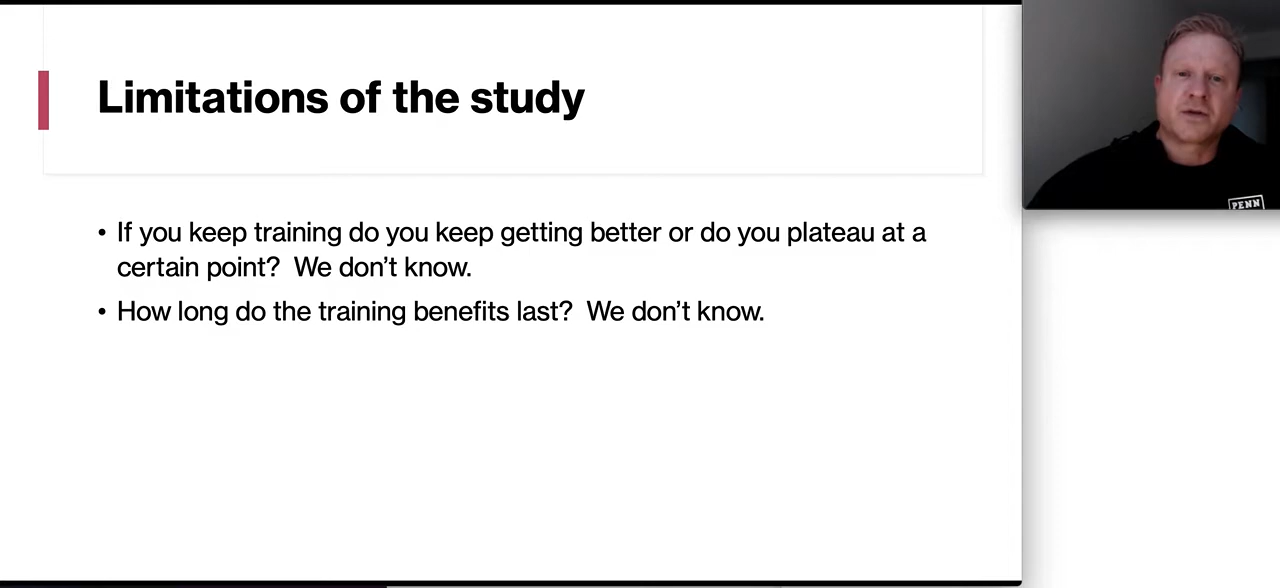 Limitations of the study
• If you keep training do you keep getting better or do you plateau at a
certain point?  We don’t know.
• How long do the training benefits last?  We don’t know.
PENN